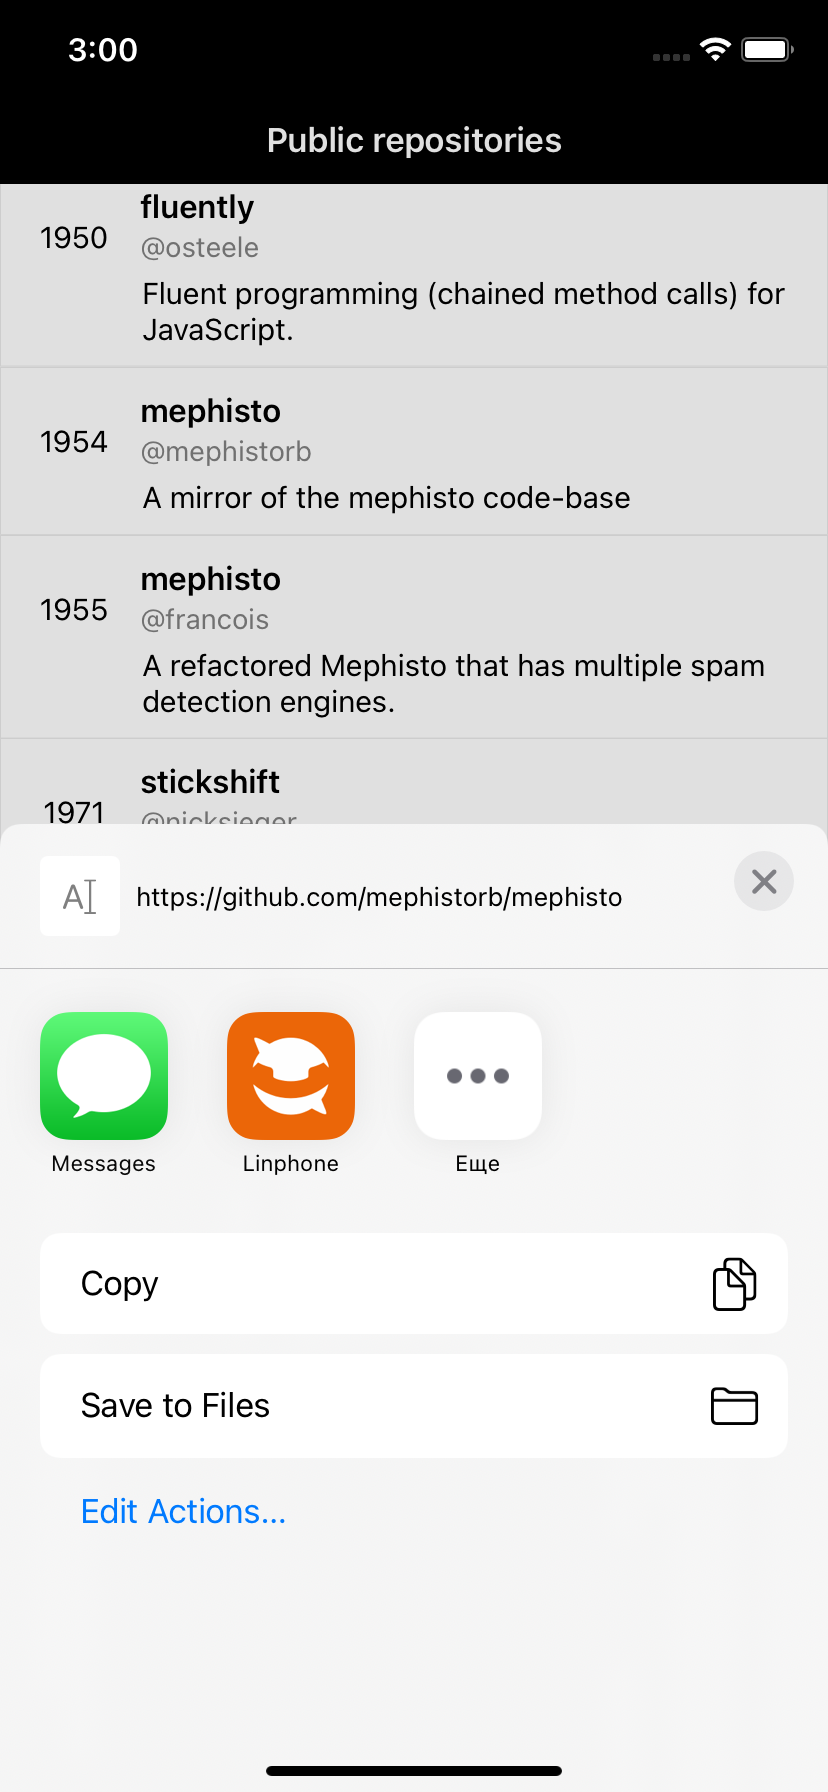 3:00
Public repositories
fluently
1950
@osteele
Fluent programming (chained method calls) for
JavaScript.
mephisto
1954
@mephistorb
A mirror of the mephisto code-base
mephisto
1955
@francois
A refactored Mephisto that has multiple spam
detection engines.
stickshift
1971
@nicksieger
A
https://github.com/mephistorb/mephisto
Messages
Linphone
Еще
Copy
Save to Files
Edit Actions...